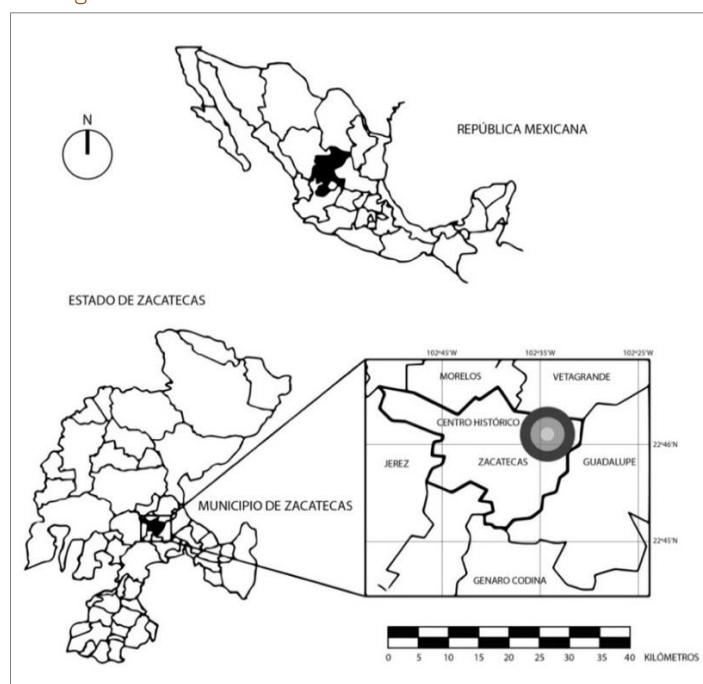 N
REPÚBLICA MEXICANA
ESTADO DE ZACATECAS
102°45'W 102°35'W 102°25'W
MORELOS VETAGRANDE
CENTRO HISTÓRICO
22°46'N
JEREZ ZACATECAS GUADALUPE
MUNICIPIO DE ZACATECAS
22°45'N
GENARO CODINA
0 5 10 15 20 25 30 35 40 KILÓMETROS